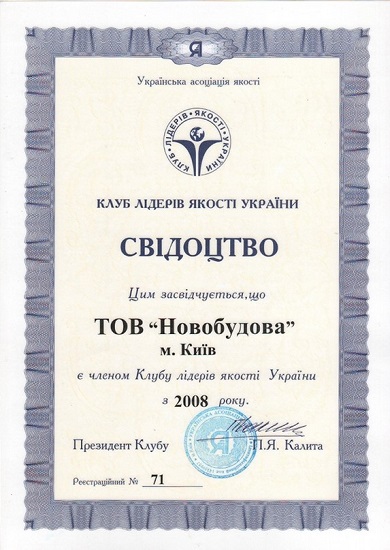 Я
Українська асоціація якості
КЛУБ • ЛІДЕРІВ • ЯКОСТІ • УКРАЇНИ
КЛУБ ЛІДЕРІВ ЯКОСТІ УКРАЇНИ
СВІДОЦТВО
Цим засвідчується,що
ТОВ “Новобудова”
м. Київ
є членом Клубу лідерів якості України
з 2008 року.
Президент Клубу П.Я. Калита
Реєстраційний № 71